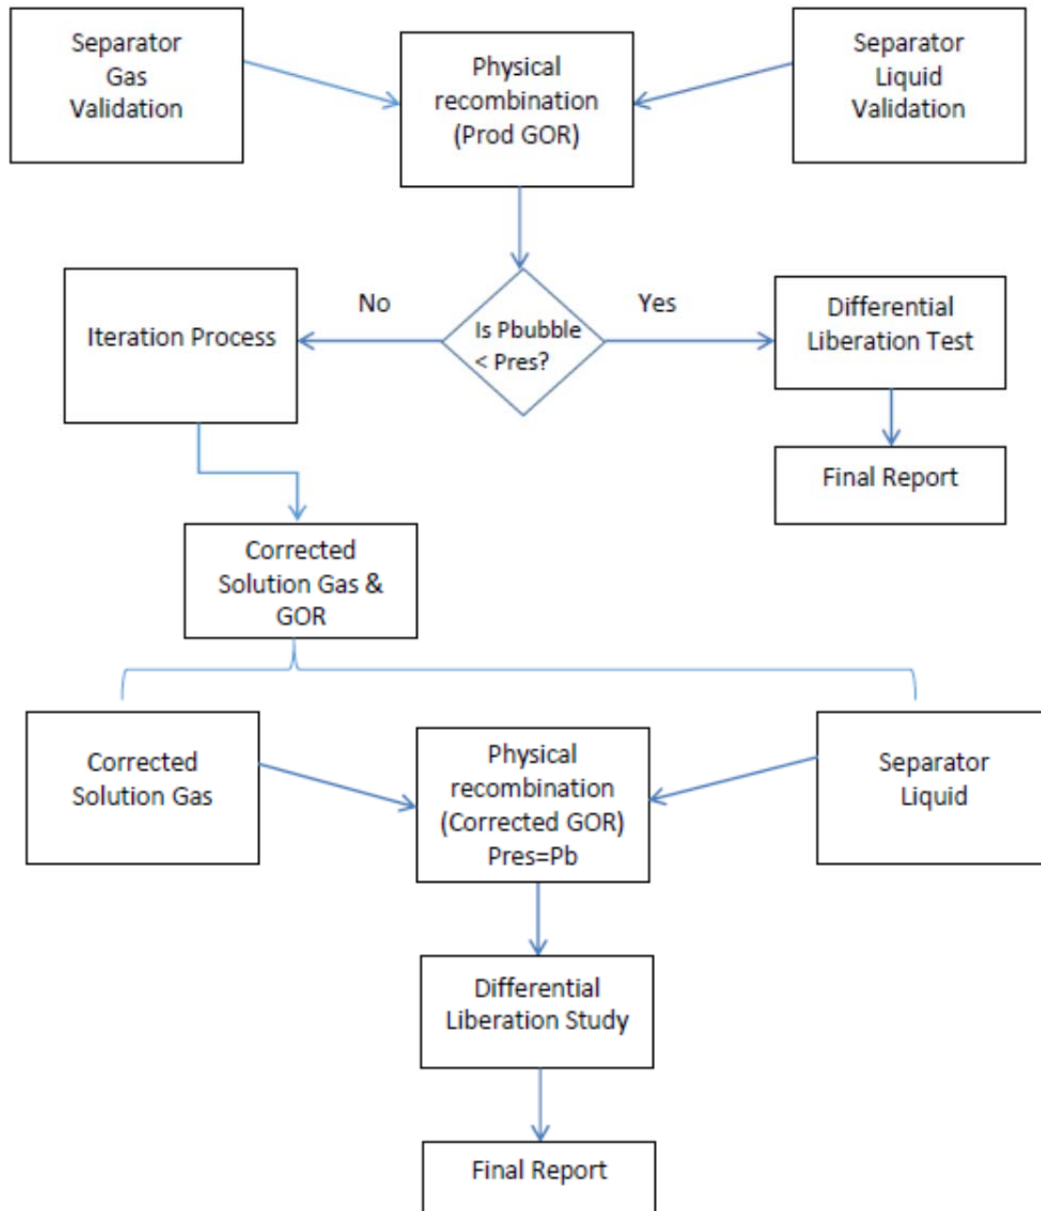 Separator
Gas
Validation
Physical
recombination
(Prod GOR)
Separator
Liquid
Validation
Iteration Process
No
Is Pbubble
< Pres?
Yes
Differential
Liberation Test
Final Report
Corrected
Solution Gas &
GOR
Corrected
Solution Gas
Physical
recombination
(Corrected GOR)
Pres=Pb
Separator
Liquid
Differential
Liberation Study
Final Report